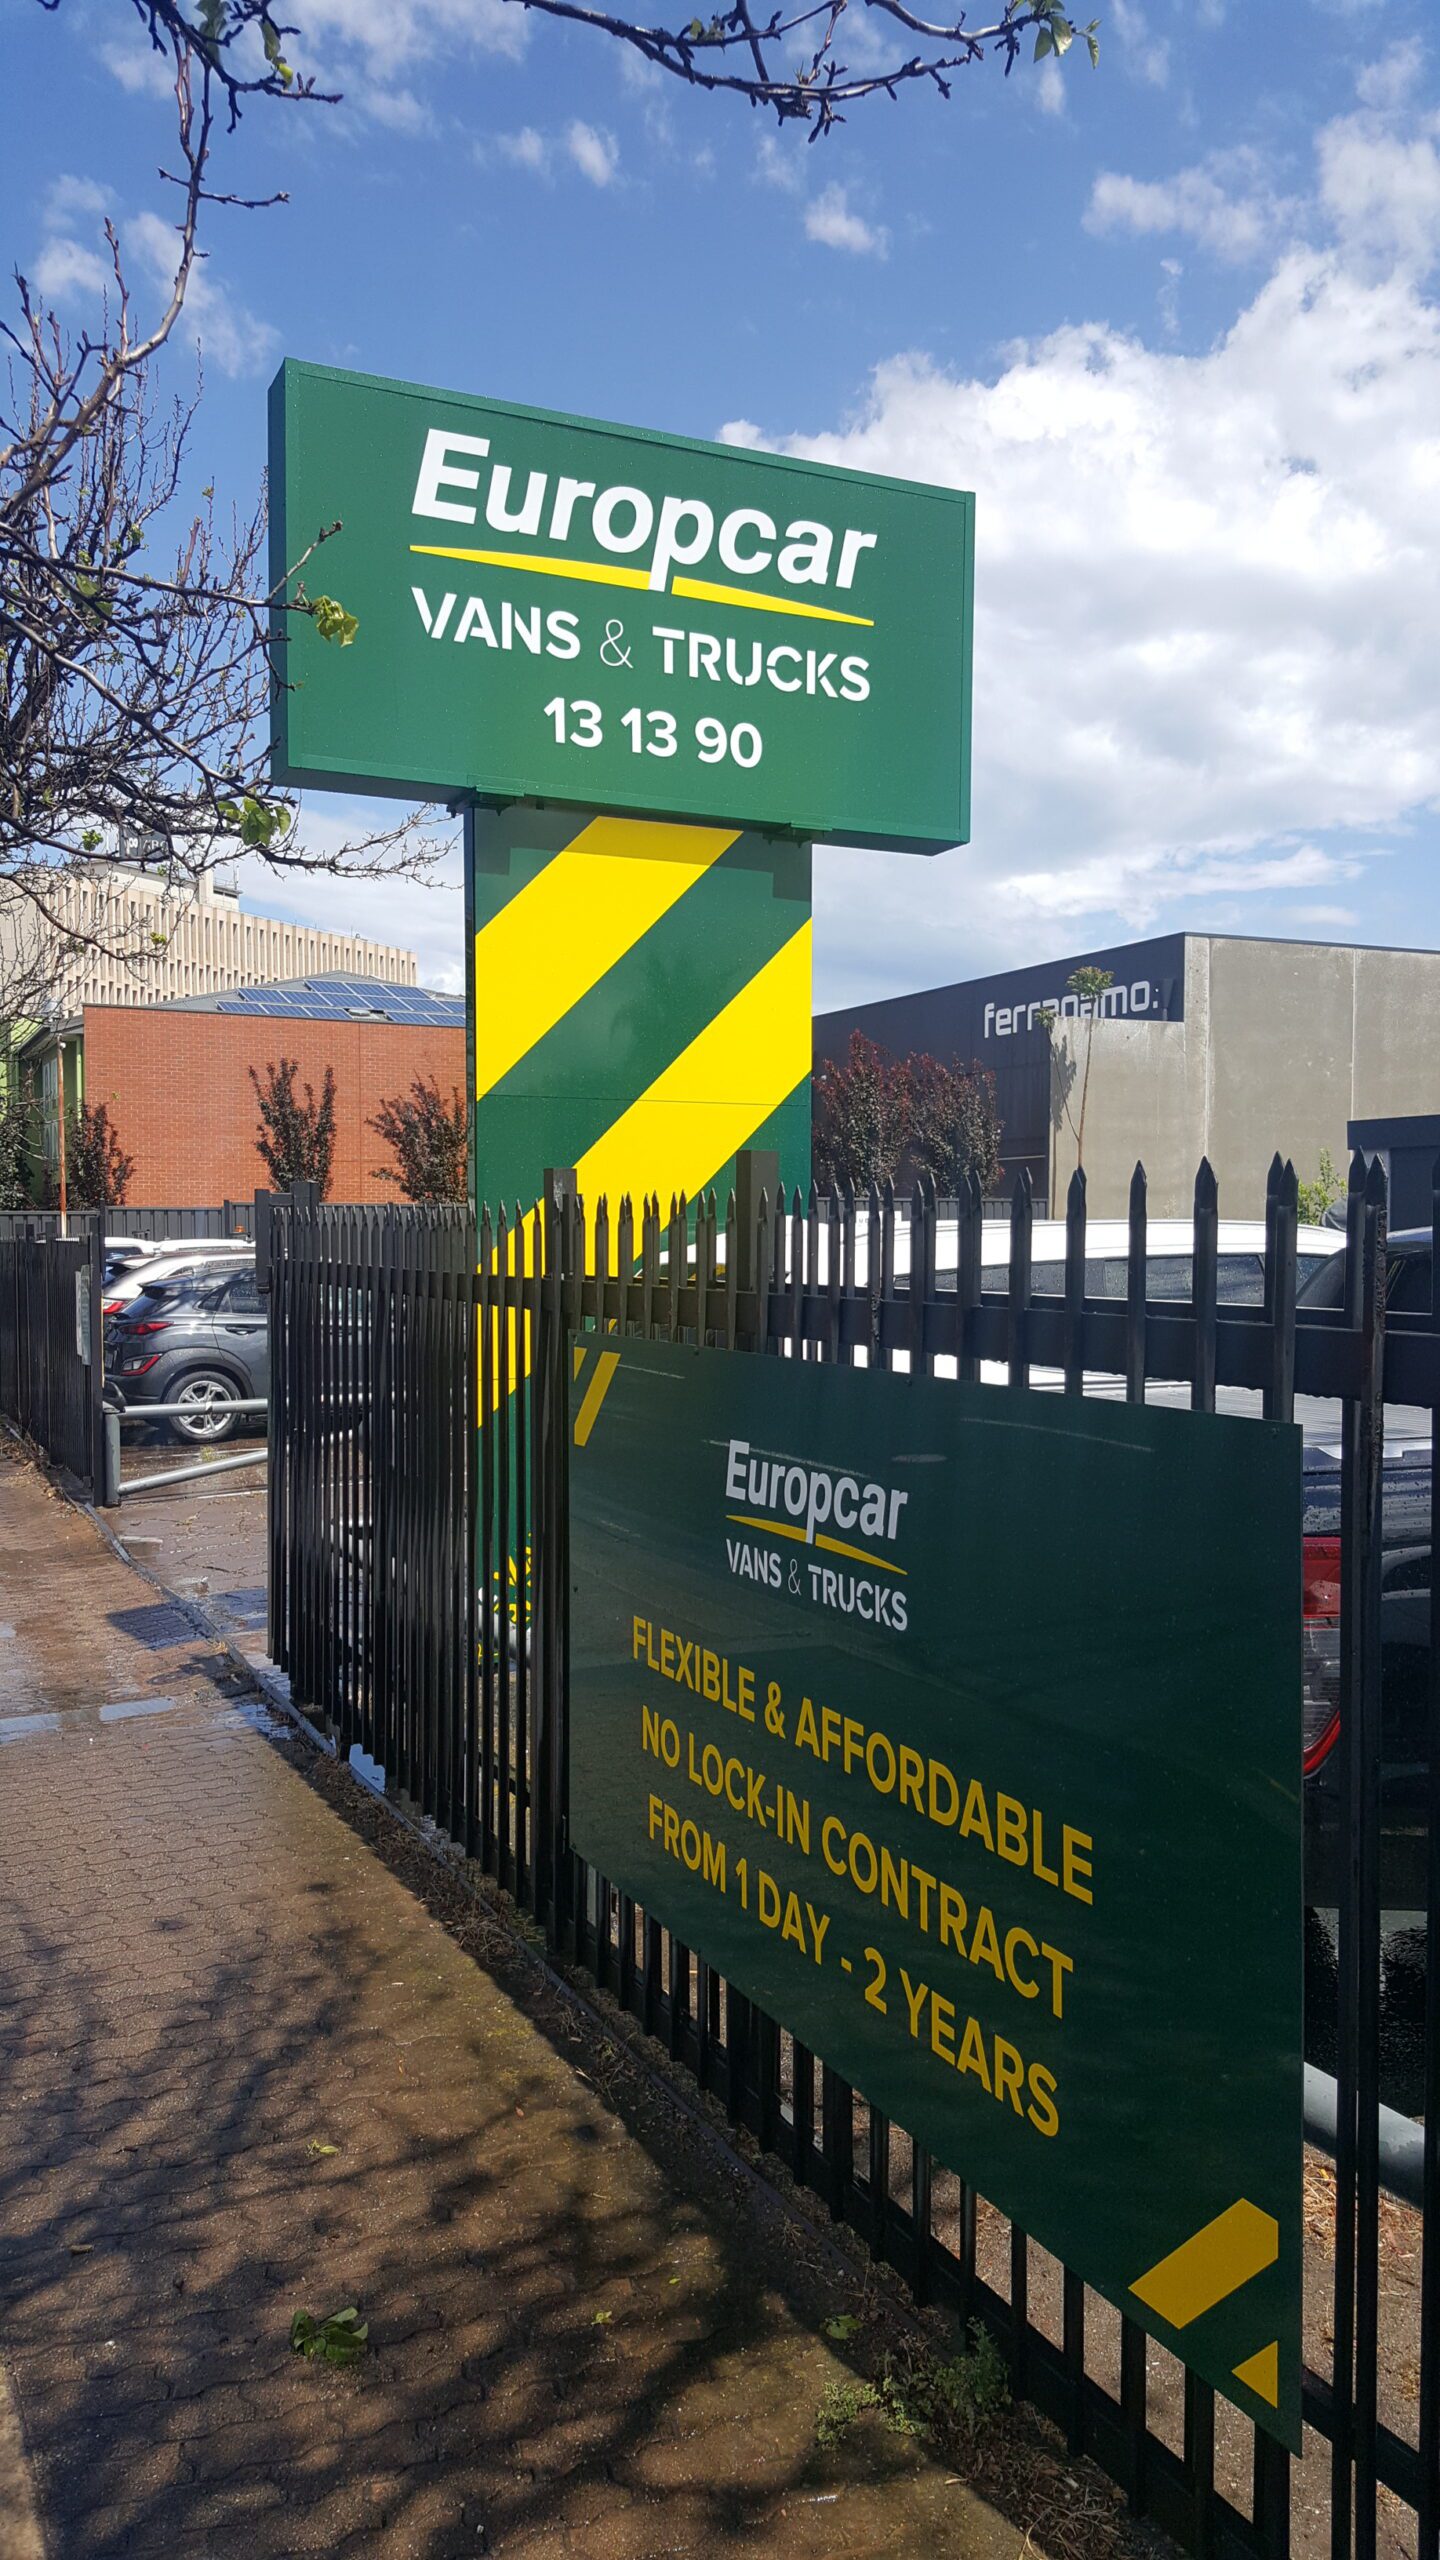 Europcar
VANS & TRUCKS
13 13 90
ferranamo:
Europcar
VANS & TRUCKS
FLEXIBLE & AFFORDABLE
NO LOCK-IN CONTRACT
FROM 1 DAY - 2 YEARS